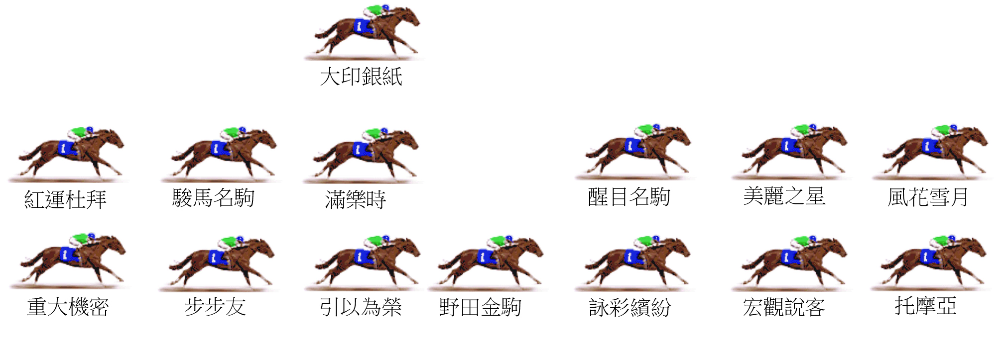 大印銀紙
紅運杜拜 駿馬名駒 滿樂時 醒目名駒 美麗之星 風花雪月
重大機密 步步友 引以為榮 野田金駒 詠彩繽紛 宏觀說客 托摩亞